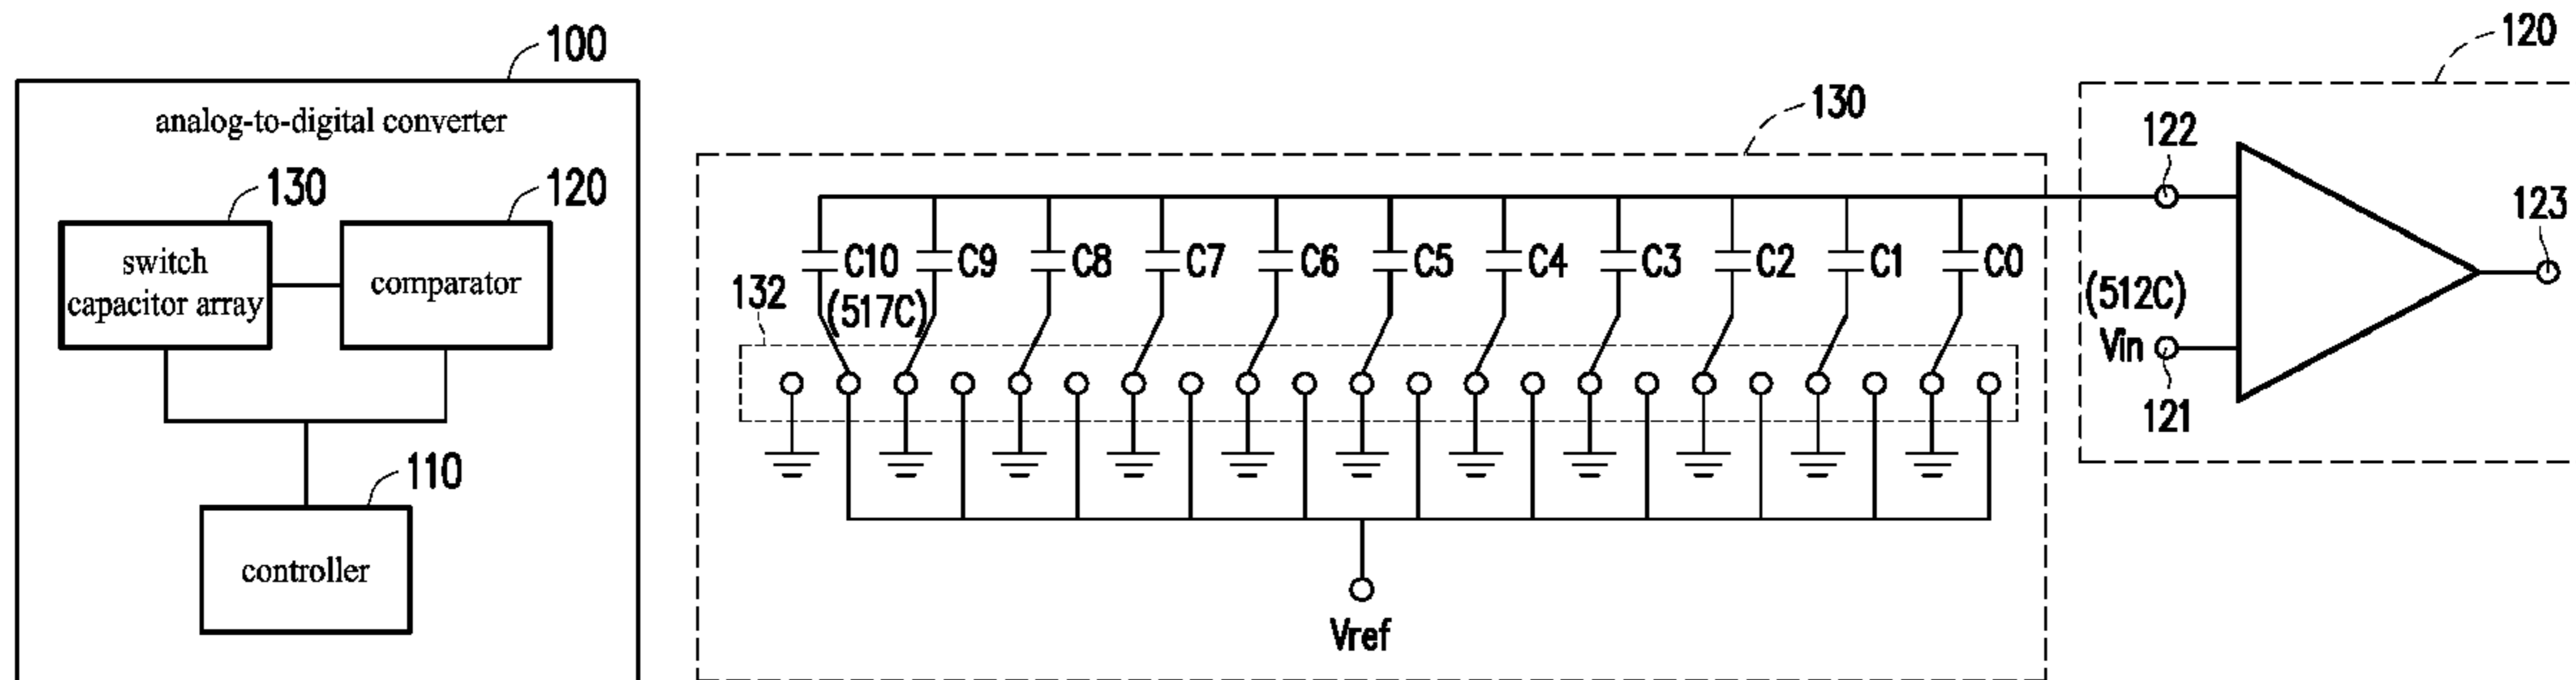 100
analog-to-digital converter
130
120
switch
capacitor array
comparator
110
controller
130
C10
C9
C8
C7
C6
C5
C4
C3
C2
C1
C0
(517C)
132
Vref
120
122
123
(512C)
Vin
121